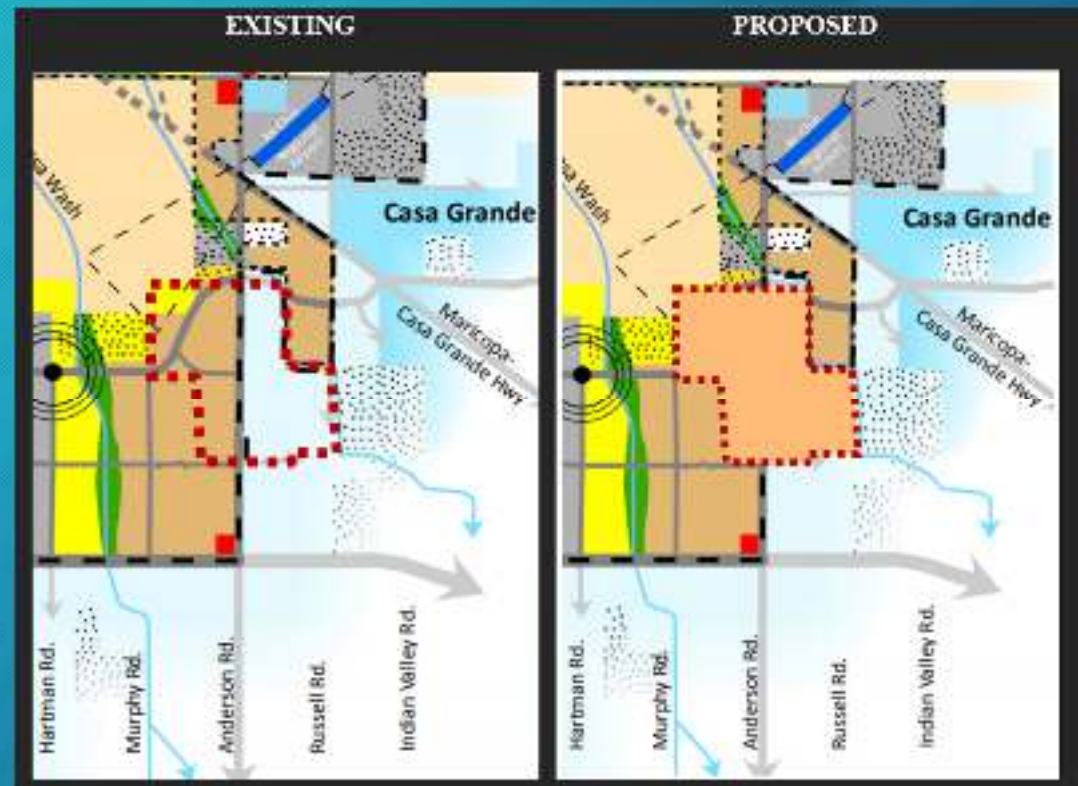 EXISTING
PROPOSED
Wash
Casa Grande
Maricopa-
Casa Grande Hwy
Hartman Rd.
Murphy Rd.
Anderson Rd.
Russell Rd.
Indian Valley Rd.
Wash
Casa Grande
Maricopa-
Casa Grande Hwy
Hartman Rd.
Murphy Rd.
Anderson Rd.
Russell Rd.
Indian Valley Rd.